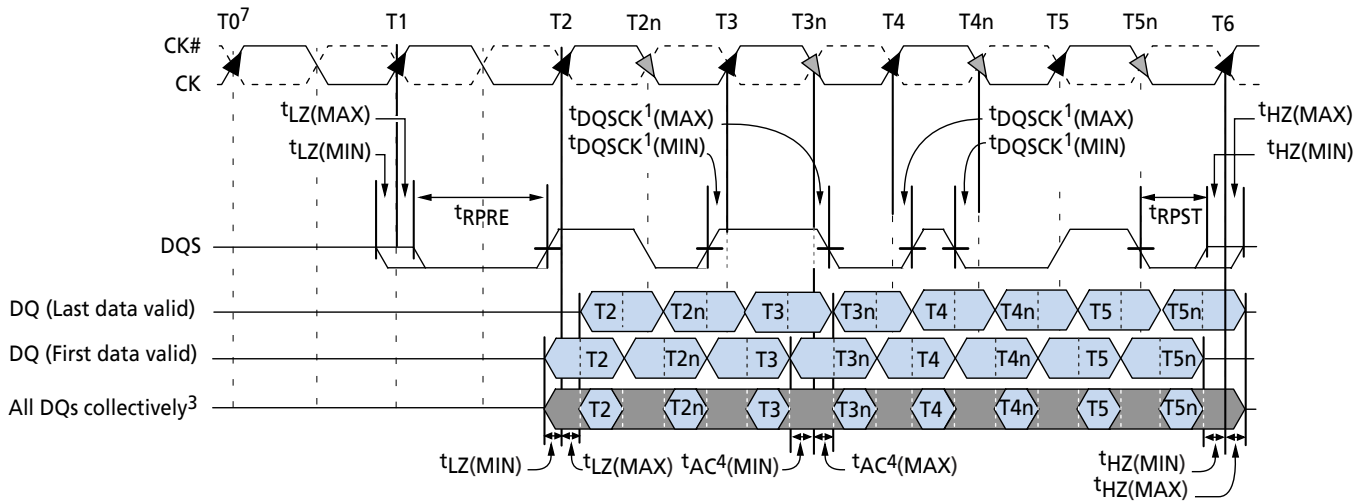 T0⁷ T1 T2 T2n T3 T3n T4 T4n T5 T5n T6
CK#
CK
tLZ(MAX) tDQSCK¹(MAX) tDQSCK¹(MAX) tHZ(MAX)
tLZ(MIN) tDQSCK¹(MIN) tDQSCK¹(MIN) tHZ(MIN)
tRPRE tRPST
DQS
DQ (Last data valid) T2 T2n T3 T3n T4 T4n T5 T5n
DQ (First data valid) T2 T2n T3 T3n T4 T4n T5 T5n
All DQs collectively³ T2 T2n T3 T3n T4 T4n T5 T5n
tLZ(MIN) tLZ(MAX) tAC⁴(MIN) tAC⁴(MAX) tHZ(MIN)
tHZ(MAX)